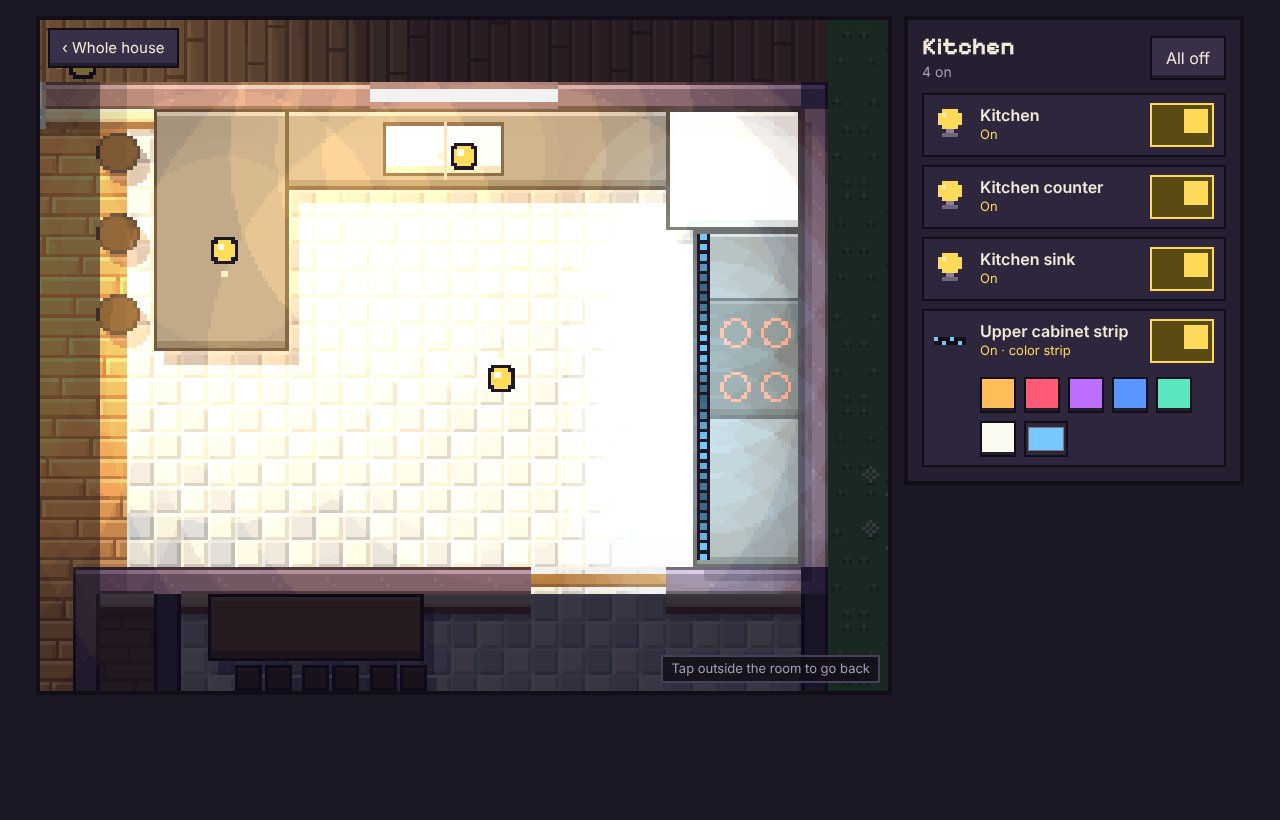 ‹ Whole house
Tap outside the room to go back
Kitchen
4 on
All off
Kitchen
On
Kitchen counter
On
Kitchen sink
On
Upper cabinet strip
On · color strip